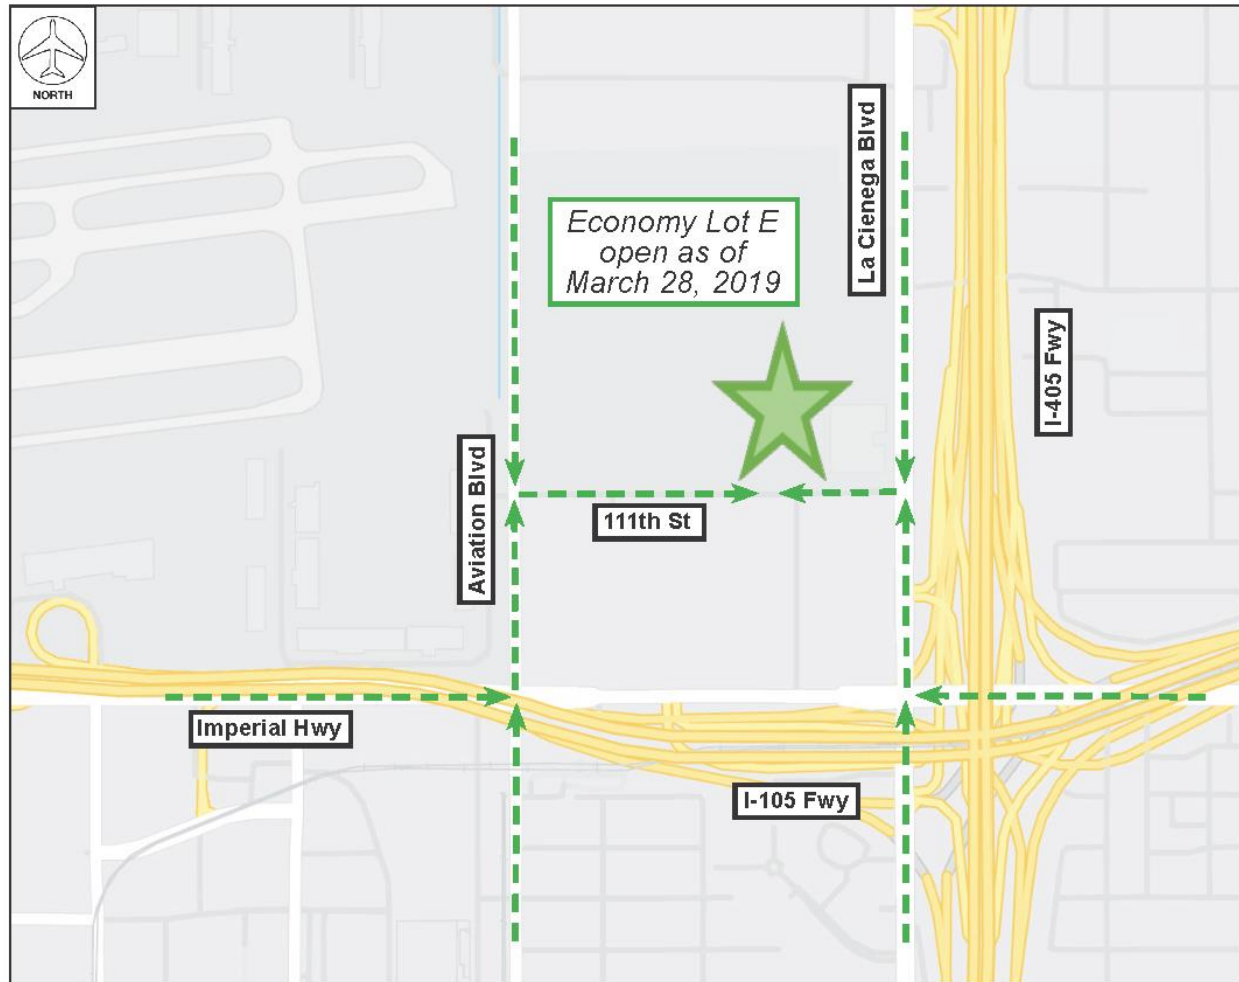 NORTH
La Cienega Blvd
Economy Lot E
open as of
March 28, 2019
I-405 Fwy
Aviation Blvd
111th St
Imperial Hwy
I-105 Fwy